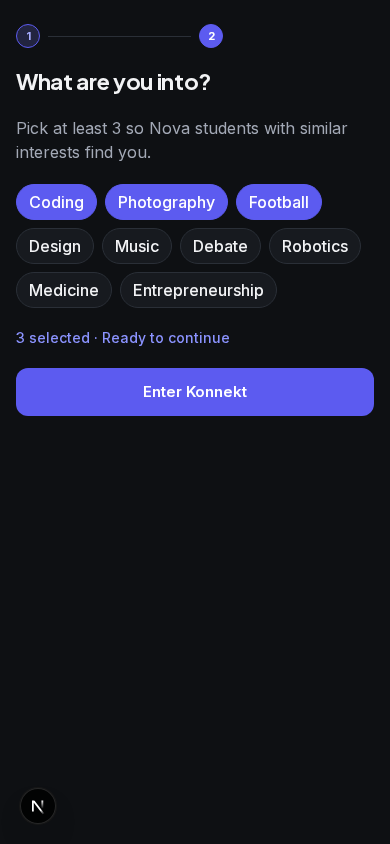 1 2
What are you into?
Pick at least 3 so Nova students with similar
interests find you.
Coding Photography Football
Design Music Debate Robotics
Medicine Entrepreneurship
3 selected · Ready to continue
Enter Konnekt
N